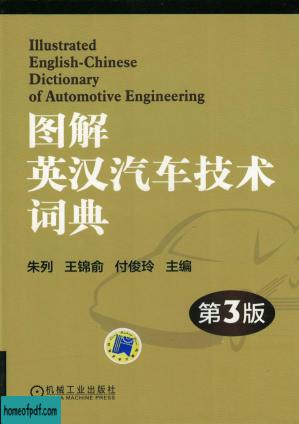 Illustrated
English-Chinese
Dictionary
of Automotive Engineering
图解
英汉汽车技术
词典
朱列 王锦俞 付俊玲 主编
第3版
机械工业出版社
CHINA MACHINE PRESS
homeofpdf.com